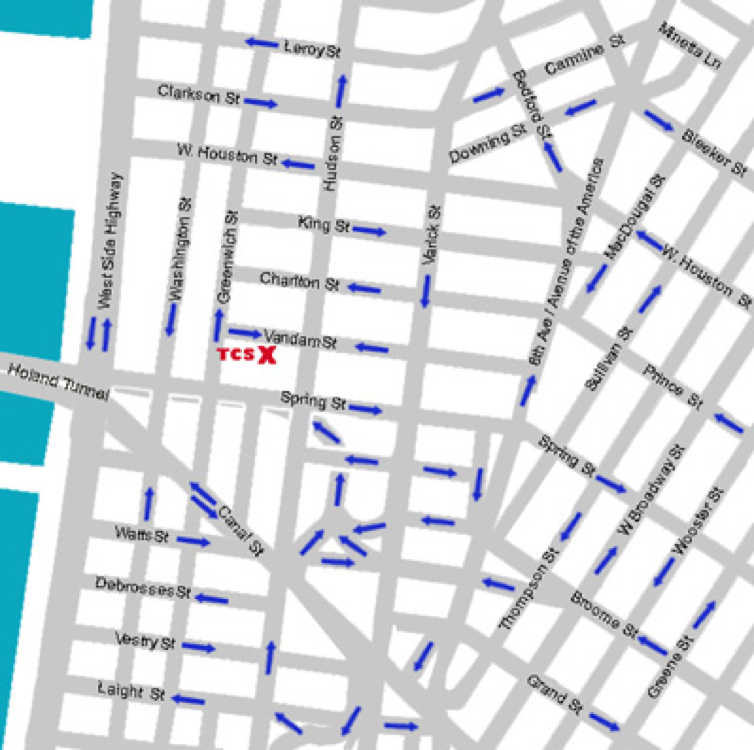 Leroy St
Minetta Ln
Carmine St
Clarkson St
Bedford St
Downing St
Bleeker St
Hudson St
W. Houston St
West Side Highway
Washington St
Greenwich St
King St
Varick St
6th Ave / Avenue of the America
MacDougal St
W. Houston St
Charlton St
Vandam St
TCS X
Sullivan St
Prince St
Holand Tunnel
Spring St
Spring St
W Broadway St
Wooster St
Canal St
Watts St
Thompson St
Debrosses St
Broome St
Vestry St
Greene St
Laight St
Grand St